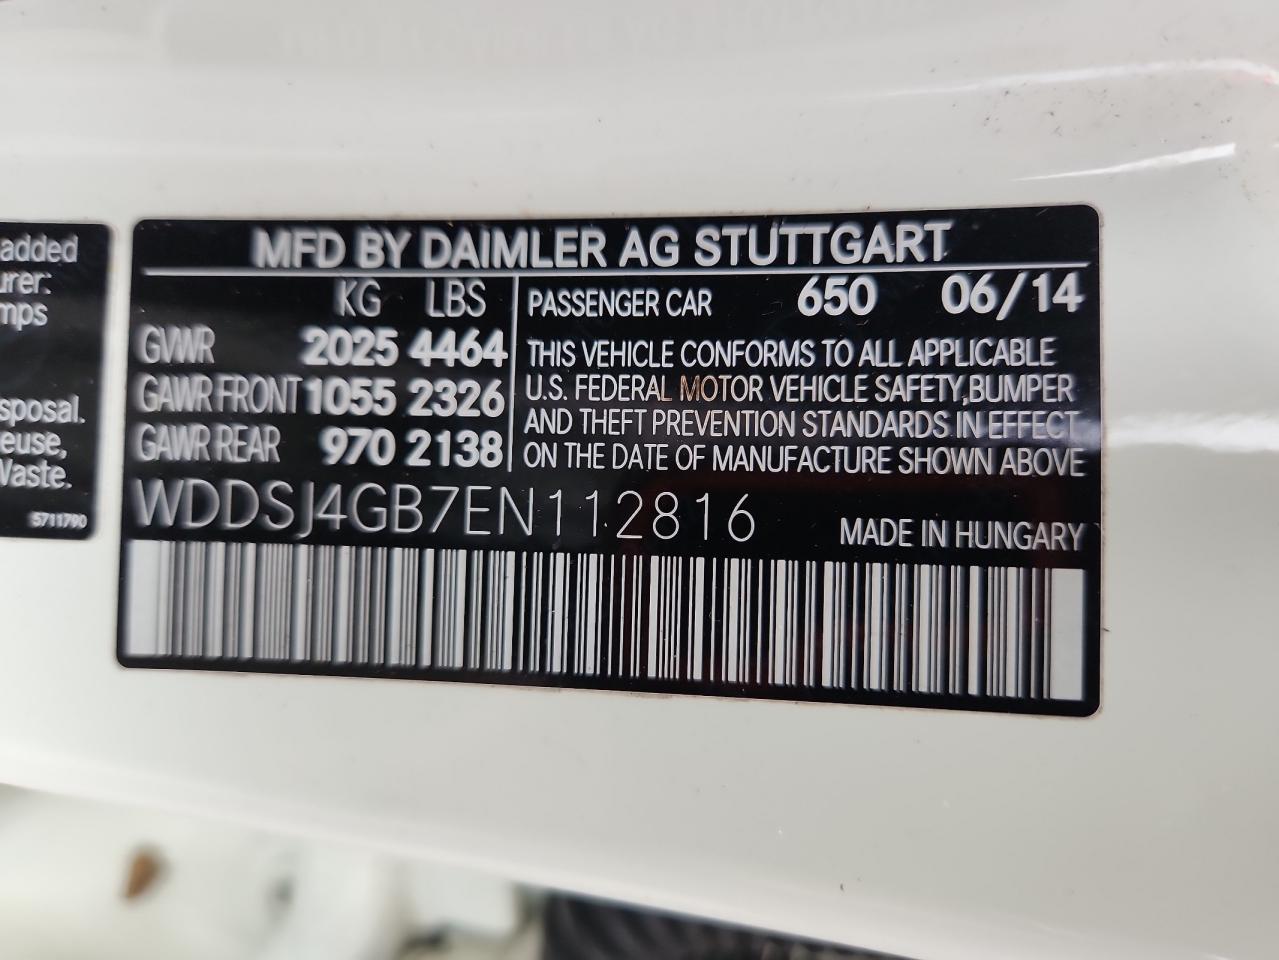 added
urer:
mps
sposal.
euse,
Waste.
5711790
MFD BY DAIMLER AG STUTTGART
KG LBS
GVWR 2025 4464
GAWR FRONT 1055 2326
GAWR REAR 970 2138
PASSENGER CAR 650 06/14
THIS VEHICLE CONFORMS TO ALL APPLICABLE
U.S. FEDERAL MOTOR VEHICLE SAFETY,BUMPER
AND THEFT PREVENTION STANDARDS IN EFFECT
ON THE DATE OF MANUFACTURE SHOWN ABOVE
WDDSJ4GB7EN112816
MADE IN HUNGARY